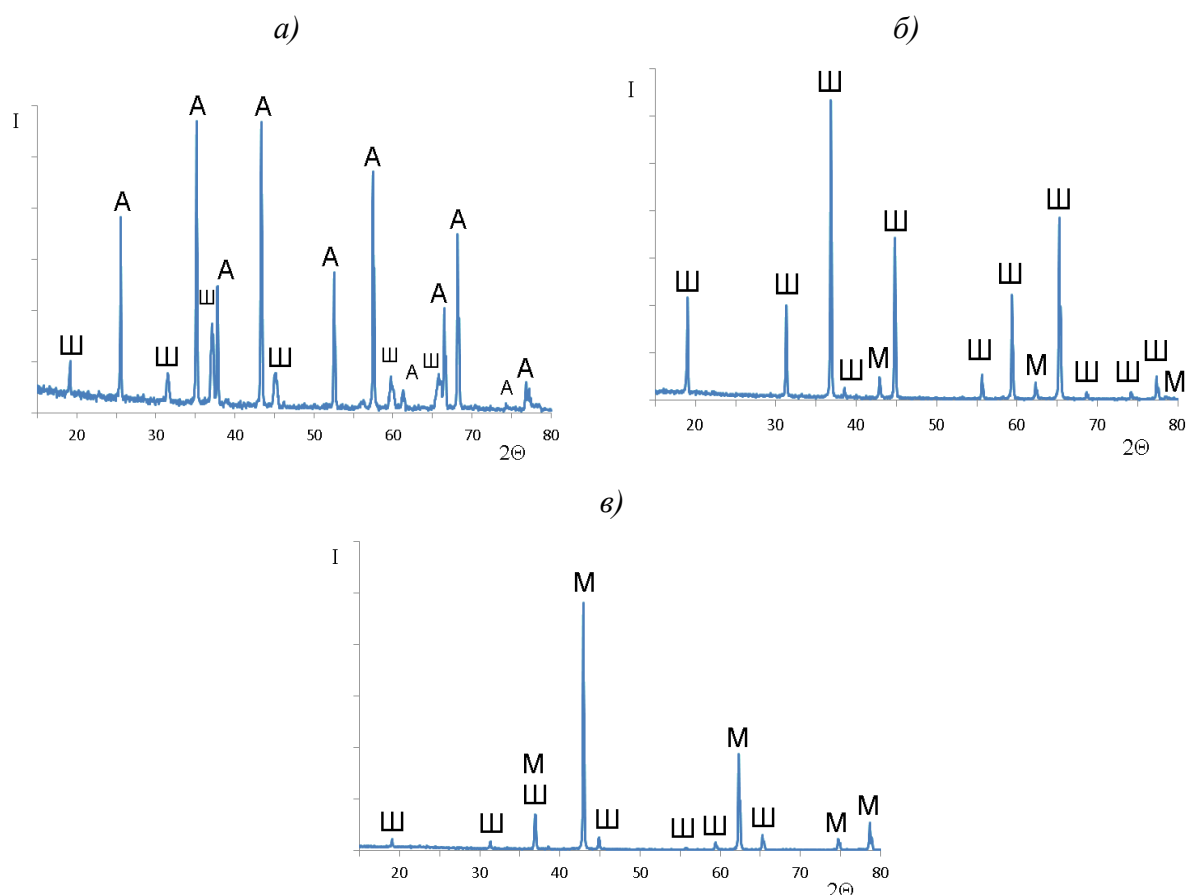 а)
I
Ш А Ш А Ш А А Ш А А Ш А Ш А А А А
20 30 40 50 60 70 80
2Θ
б)
I
Ш Ш Ш Ш М Ш Ш Ш М Ш Ш Ш Ш М
20 30 40 50 60 70 80
2Θ
в)
I
Ш Ш М Ш М Ш Ш Ш М Ш М М
20 30 40 50 60 70 80
2Θ